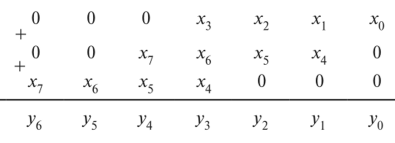 0 0 0 x₃ x₂ x₁ x₀
+
0 0 x₇ x₆ x₅ x₄ 0
+
x₇ x₆ x₅ x₄ 0 0 0
y₆ y₅ y₄ y₃ y₂ y₁ y₀